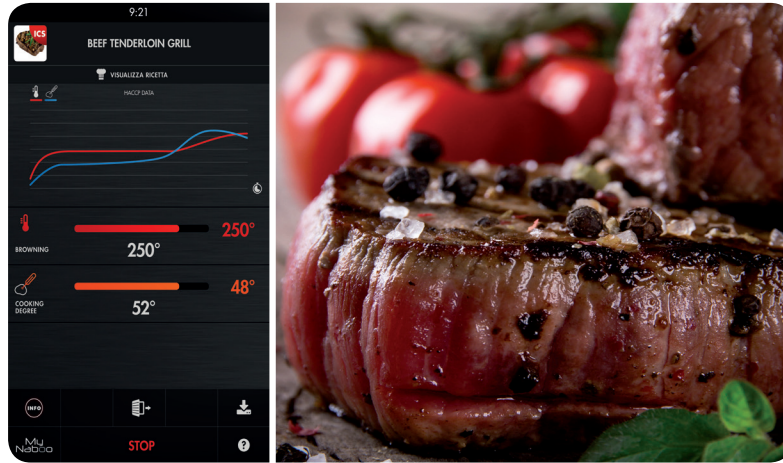 9:21
ICS
BEEF TENDERLOIN GRILL
VISUALIZZA RICETTA
HACCP DATA
250°
BROWNING
250°
48°
COOKING
DEGREE
52°
INFO
My
Naboo
STOP
?